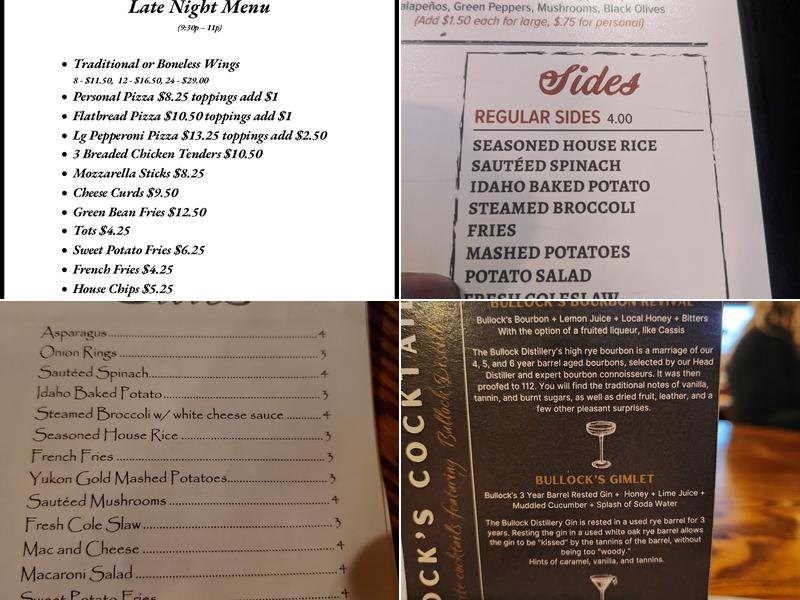 Late Night Menu
(9:30p – 11p)
• Traditional or Boneless Wings
8 - $11.50, 12 - $16.50, 24 - $29.00
• Personal Pizza $8.25 toppings add $1
• Flatbread Pizza $10.50 toppings add $1
• Lg Pepperoni Pizza $13.25 toppings add $2.50
• 3 Breaded Chicken Tenders $10.50
• Mozzarella Sticks $8.25
• Cheese Curds $9.50
• Green Bean Fries $12.50
• Tots $4.25
• Sweet Potato Fries $6.25
• French Fries $4.25
• House Chips $5.25
Green Peppers, Mushrooms, Black Olives
(Add $1.50 each for large, $.75 for personal)
Sides
REGULAR SIDES 4.00
SEASONED HOUSE RICE
SAUTÉED SPINACH
IDAHO BAKED POTATO
STEAMED BROCCOLI
FRIES
MASHED POTATOES
POTATO SALAD
FRESH COLESLAW
Asparagus 4
Onion Rings 3
Sautéed Spinach 4
Idaho Baked Potato 3
Steamed Broccoli w/ white cheese sauce 4
Seasoned House Rice 3
French Fries 3
Yukon Gold Mashed Potatoes 3
Sautéed Mushrooms 4
Fresh Cole Slaw 3
Mac and Cheese 4
Macaroni Salad 4
Sweet Potato Fries 4
BULLOCK'S BOURBON REVIVAL
Bullock's Bourbon + Lemon Juice + Local Honey + Bitters
With the option of a fruited liqueur, like Cassis
The Bullock Distillery's high rye bourbon is a marriage of our
4, 5, and 6 year barrel aged bourbons, selected by our Head
Distiller and expert bourbon connoisseurs. It was then
proofed to 112. You will find the traditional notes of vanilla,
tannin, and burnt sugars, as well as dried fruit, leather, and a
few other pleasant surprises.
BULLOCK'S GIMLET
Bullock's 3 Year Barrel Rested Gin + Honey + Lime Juice +
Muddled Cucumber + Splash of Soda Water
The Bullock Distillery Gin is rested in a used rye barrel for 3
years. Resting the gin in a used white oak rye barrel allows
the gin to be "kissed" by the tannins of the barrel, without
being too "woody."
Hints of caramel, vanilla, and tannins.
OCK'S COCKTAI
cocktails featuring Bullock